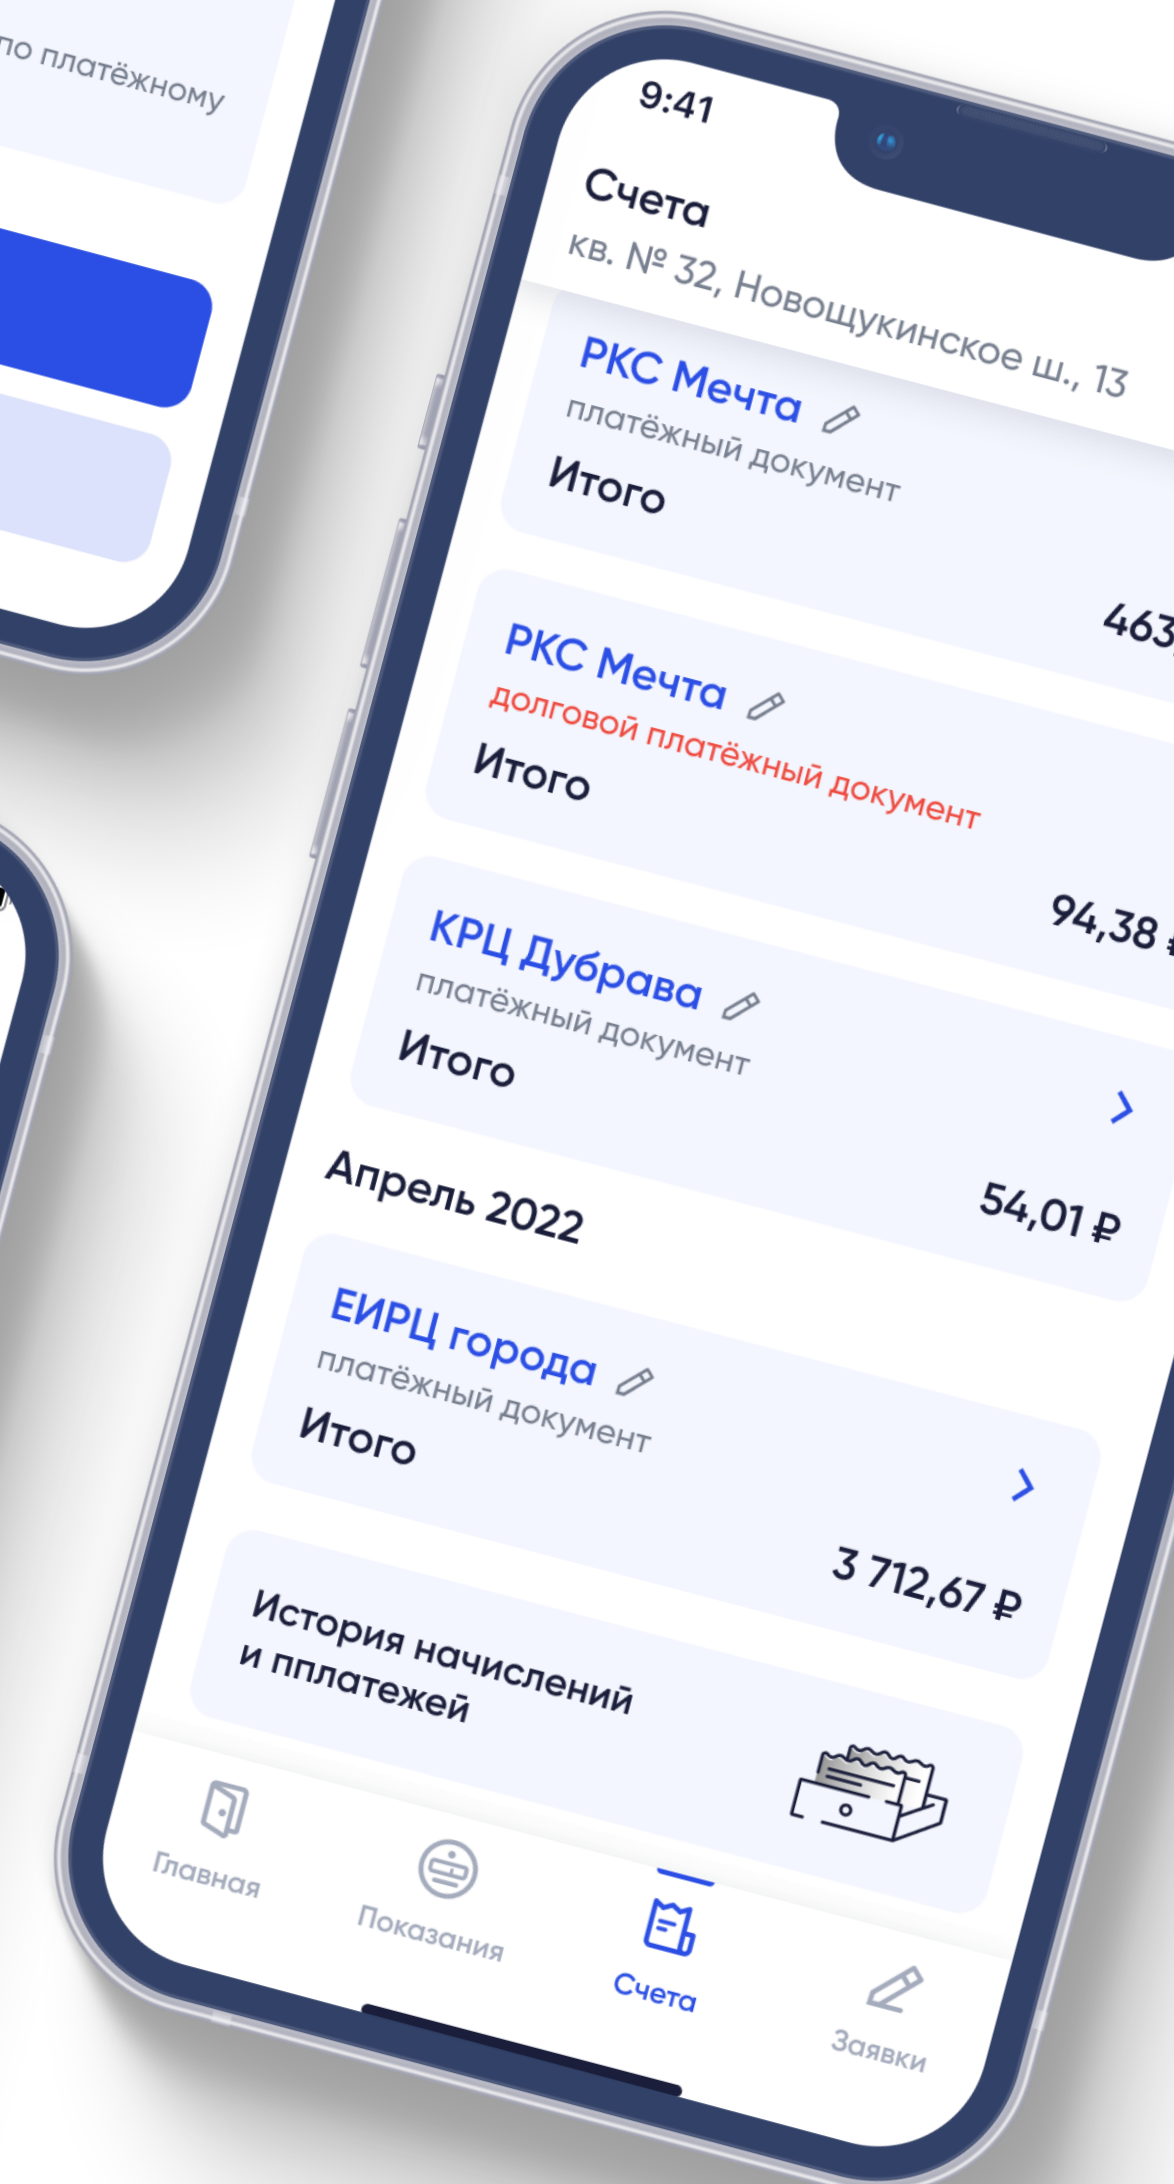 по платёжному
9:41
Счета
кв. № 32, Новощукинское ш., 13
РКС Мечта
платёжный документ
Итого
463,
РКС Мечта
долговой платёжный документ
Итого
94,38 ₽
КРЦ Дубрава
платёжный документ
Итого
54,01 ₽
Апрель 2022
ЕИРЦ города
платёжный документ
Итого
3 712,67 ₽
История начислений
и пплатежей
Главная
Показания
Счета
Заявки